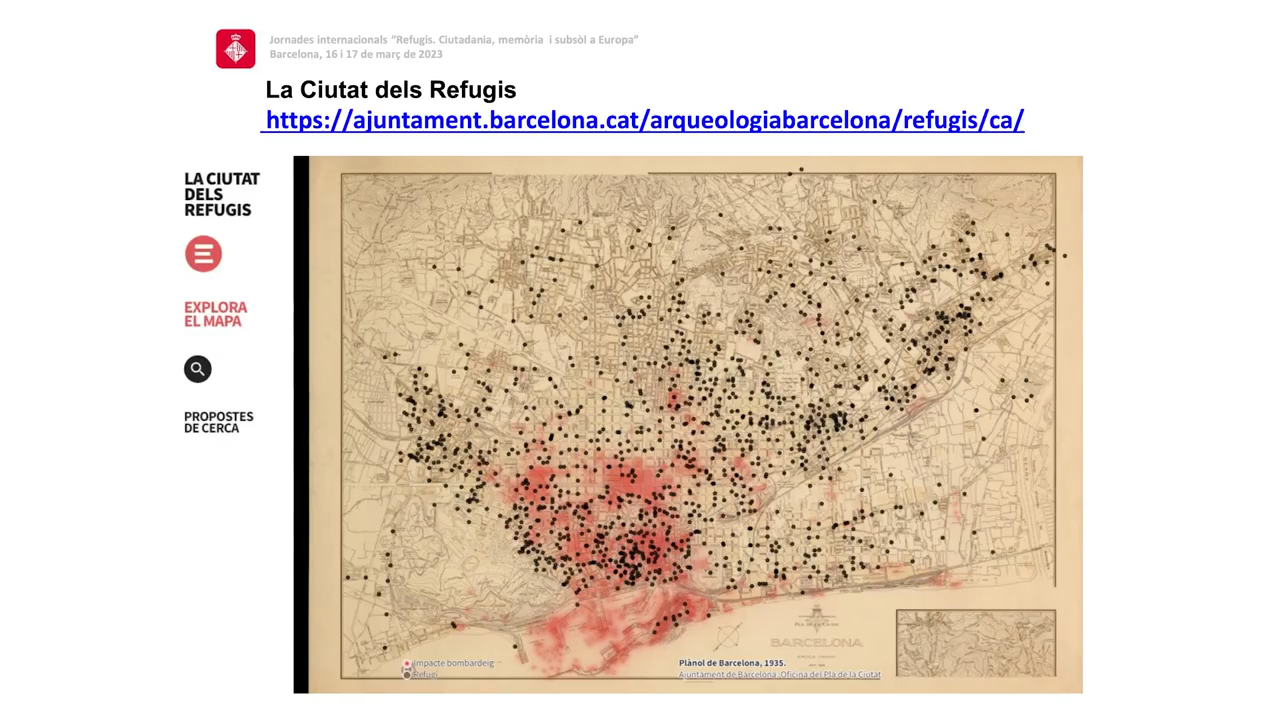 Jornades internacionals “Refugis. Ciutadania, memòria i subsòl a Europa”
Barcelona, 16 i 17 de març de 2023
La Ciutat dels Refugis
https://ajuntament.barcelona.cat/arqueologiabarcelona/refugis/ca/
LA CIUTAT
DELS
REFUGIS
EXPLORA
EL MAPA
PROPOSTES
DE CERCA
BARCELONA
Impacte bombardeig
Refugi
Plànol de Barcelona, 1935.
Ajuntament de Barcelona. Oficina del Pla de la Ciutat